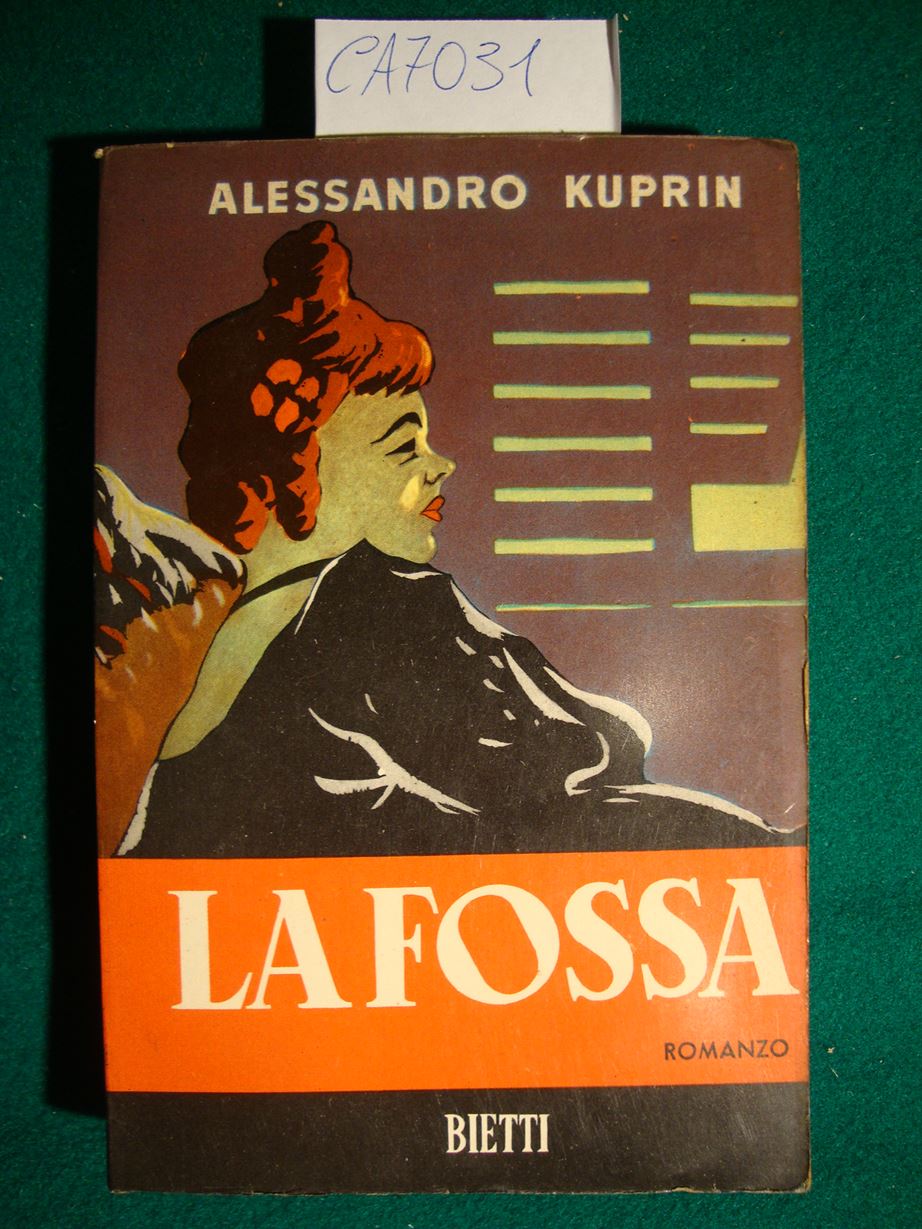 CA7031
ALESSANDRO KUPRIN
LA FOSSA
ROMANZO
BIETTI